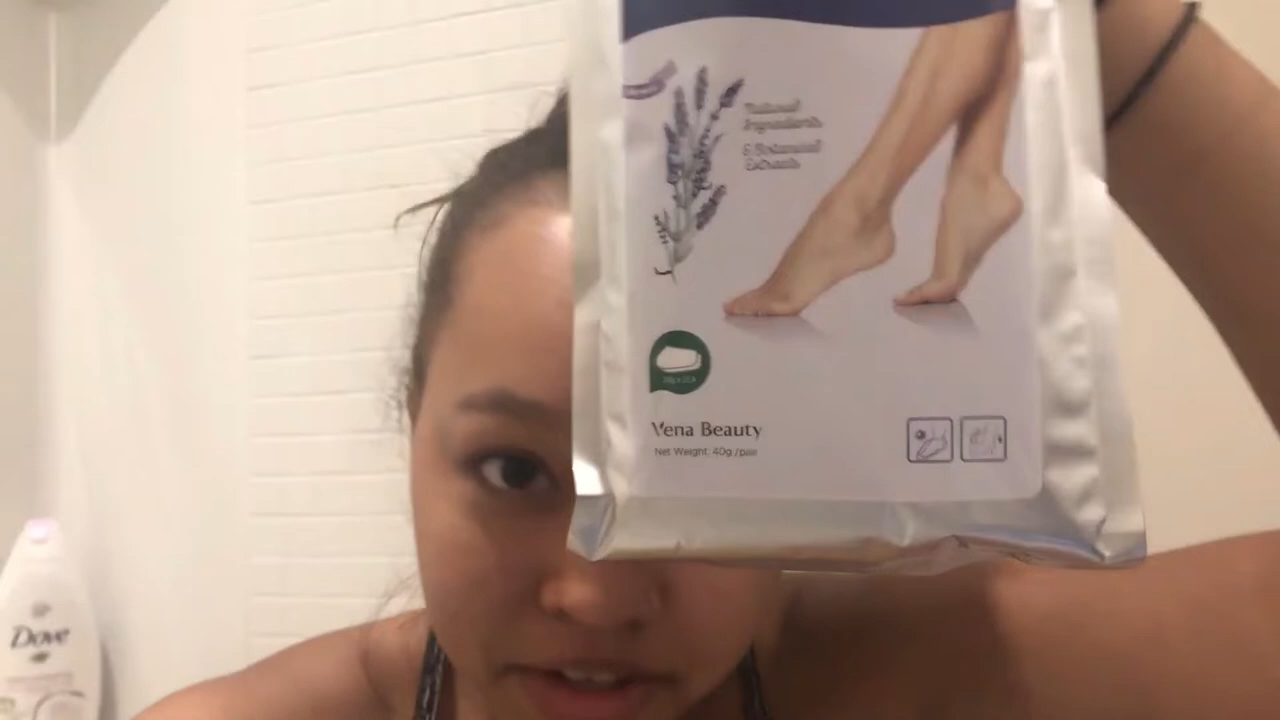 Natural
Ingredients
& Botanical
Extracts
Vena Beauty
Net Weight: 40g /pair
Dove